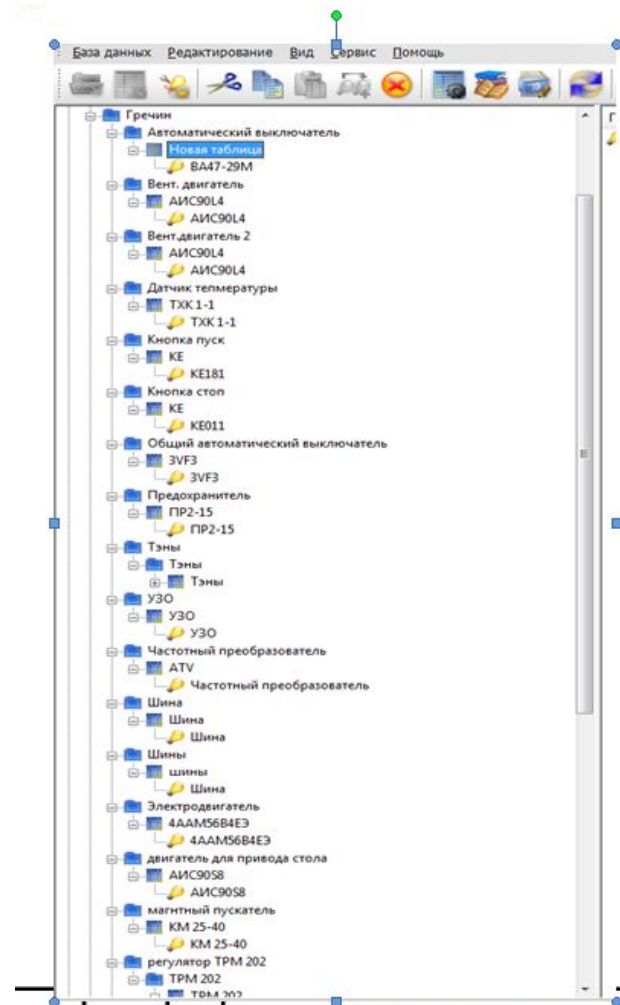 База данных Редактирование Вид Сервис Помощь
Гречин
Автоматический выключатель
Новая таблица
ВА47-29М
Вент. двигатель
АИС90L4
АИС90L4
Вент.двигатель 2
АИС90L4
АИС90L4
Датчик тепмературы
ТХК 1-1
ТХК 1-1
Кнопка пуск
КЕ
КЕ181
Кнопка стоп
КЕ
КЕ011
Общий автоматический выключатель
3VF3
3VF3
Предохранитель
ПР2-15
ПР2-15
Тэны
Тэны
Тэны
УЗО
УЗО
УЗО
Частотный преобразователь
ATV
Частотный преобразователь
Шина
Шина
Шина
Шины
шины
Шина
Электродвигатель
4ААМ56В4ЕЭ
4ААМ56В4ЕЭ
двигатель для привода стола
АИС90S8
АИС90S8
магнтный пускатель
КМ 25-40
КМ 25-40
регулятор ТРМ 202
ТРМ 202
ТРМ 202